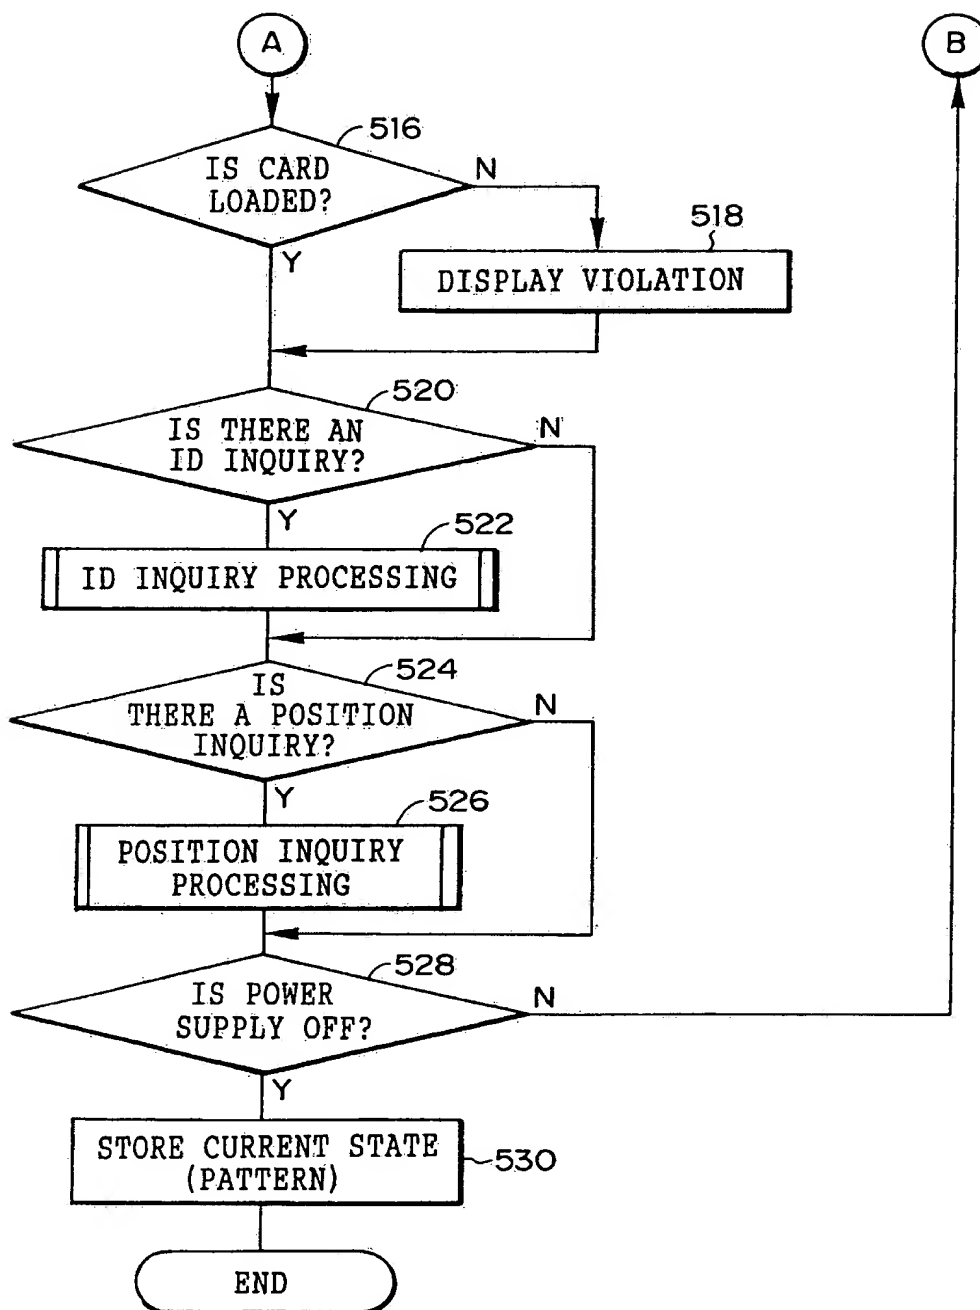 A
B
516
IS CARD
LOADED?
N
Y
518
DISPLAY VIOLATION
520
IS THERE AN
ID INQUIRY?
N
Y
522
ID INQUIRY PROCESSING
524
IS
THERE A POSITION
INQUIRY?
N
Y
526
POSITION INQUIRY
PROCESSING
528
IS POWER
SUPPLY OFF?
N
Y
STORE CURRENT STATE
(PATTERN)
530
END